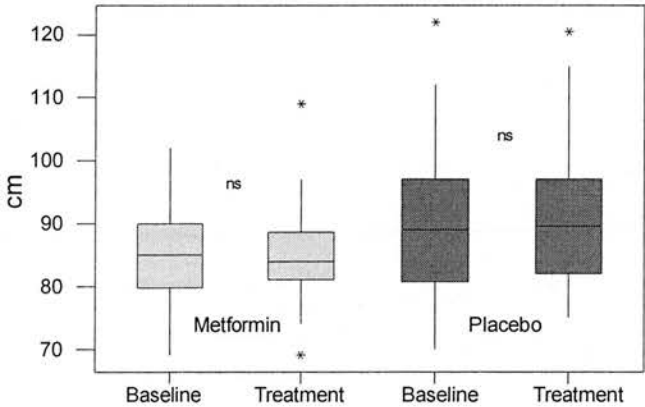 120
110
100
90
80
70
cm
*
*
*
*
ns
ns
Metformin
Placebo
Baseline
Treatment
Baseline
Treatment